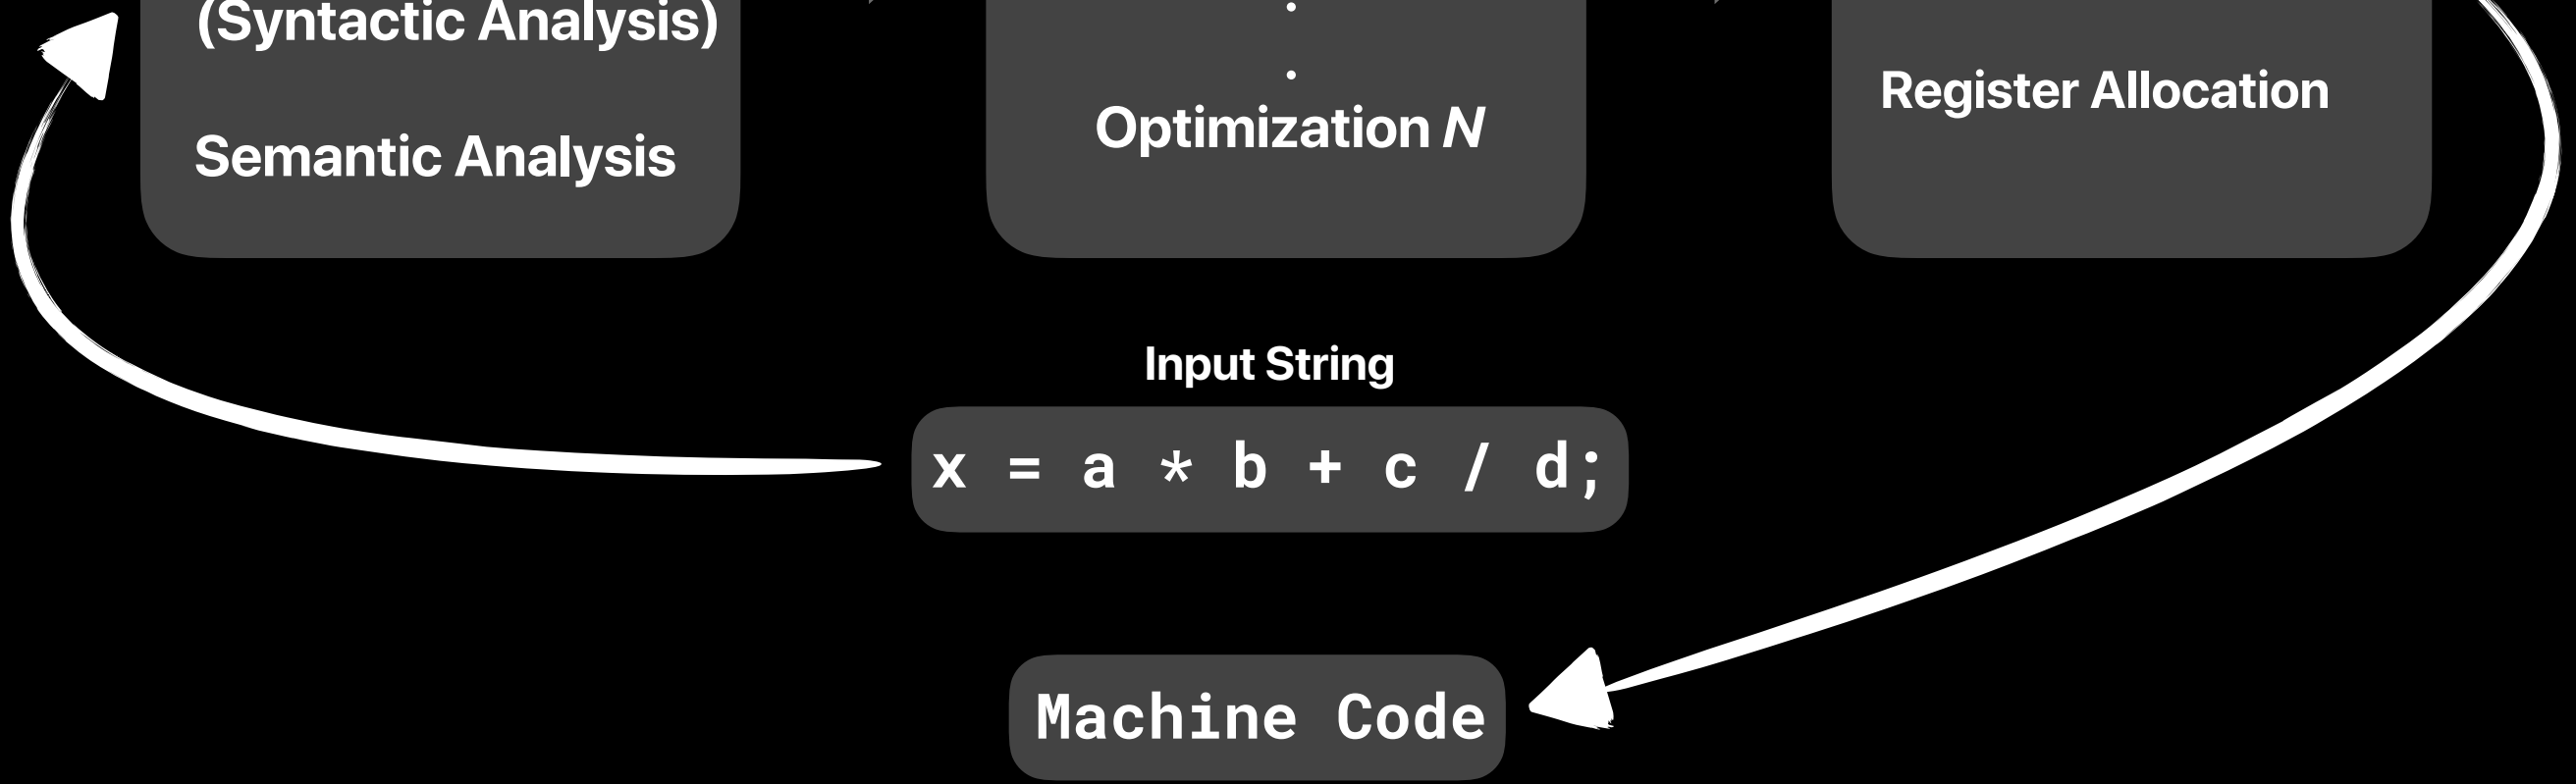 (Syntactic Analysis)
Semantic Analysis
Optimization N
Register Allocation
Input String
x = a * b + c / d;
Machine Code